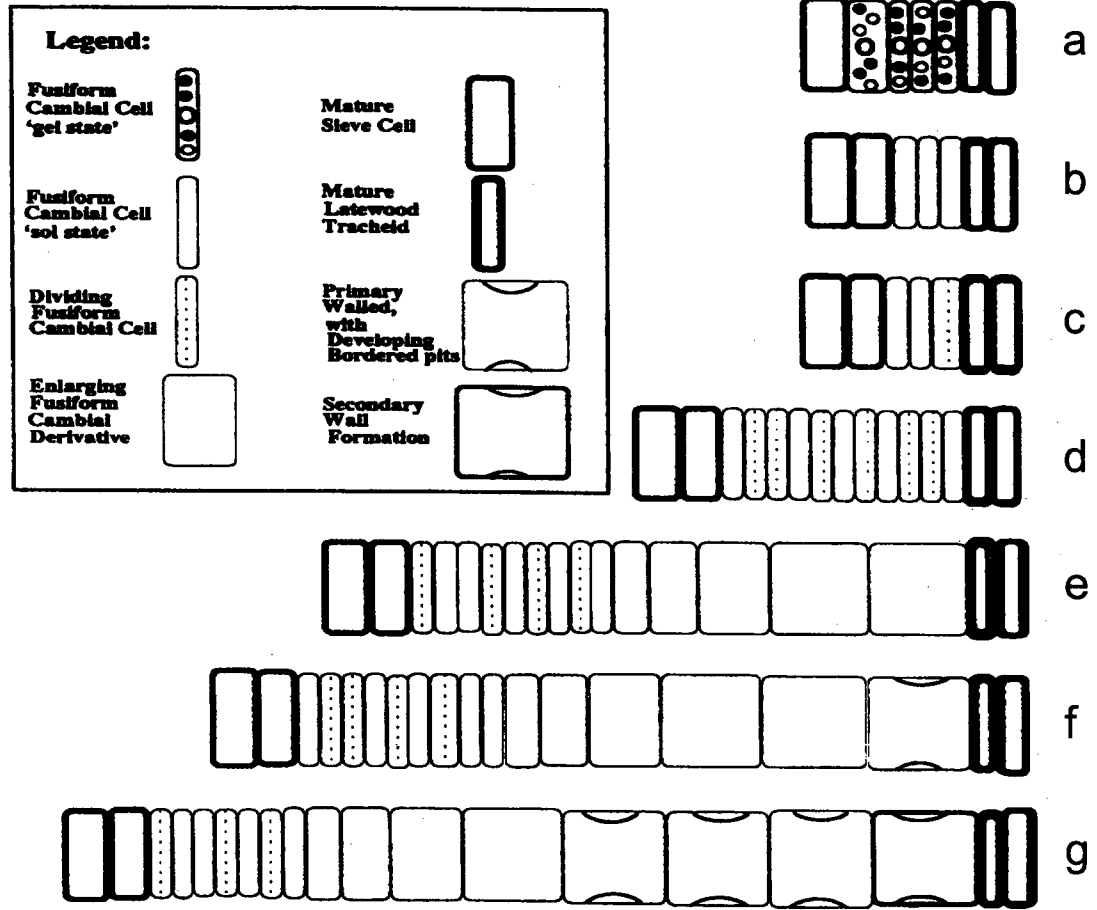 Legend:
Fusiform
Cambial Cell
'gel state'
Fusiform
Cambial Cell
'sol state'
Dividing
Fusiform
Cambial Cell
Enlarging
Fusiform
Cambial
Derivative
Mature
Sieve Cell
Mature
Latewood
Tracheid
Primary
Walled,
with
Developing
Bordered pits
Secondary
Wall
Formation
a
b
c
d
e
f
g